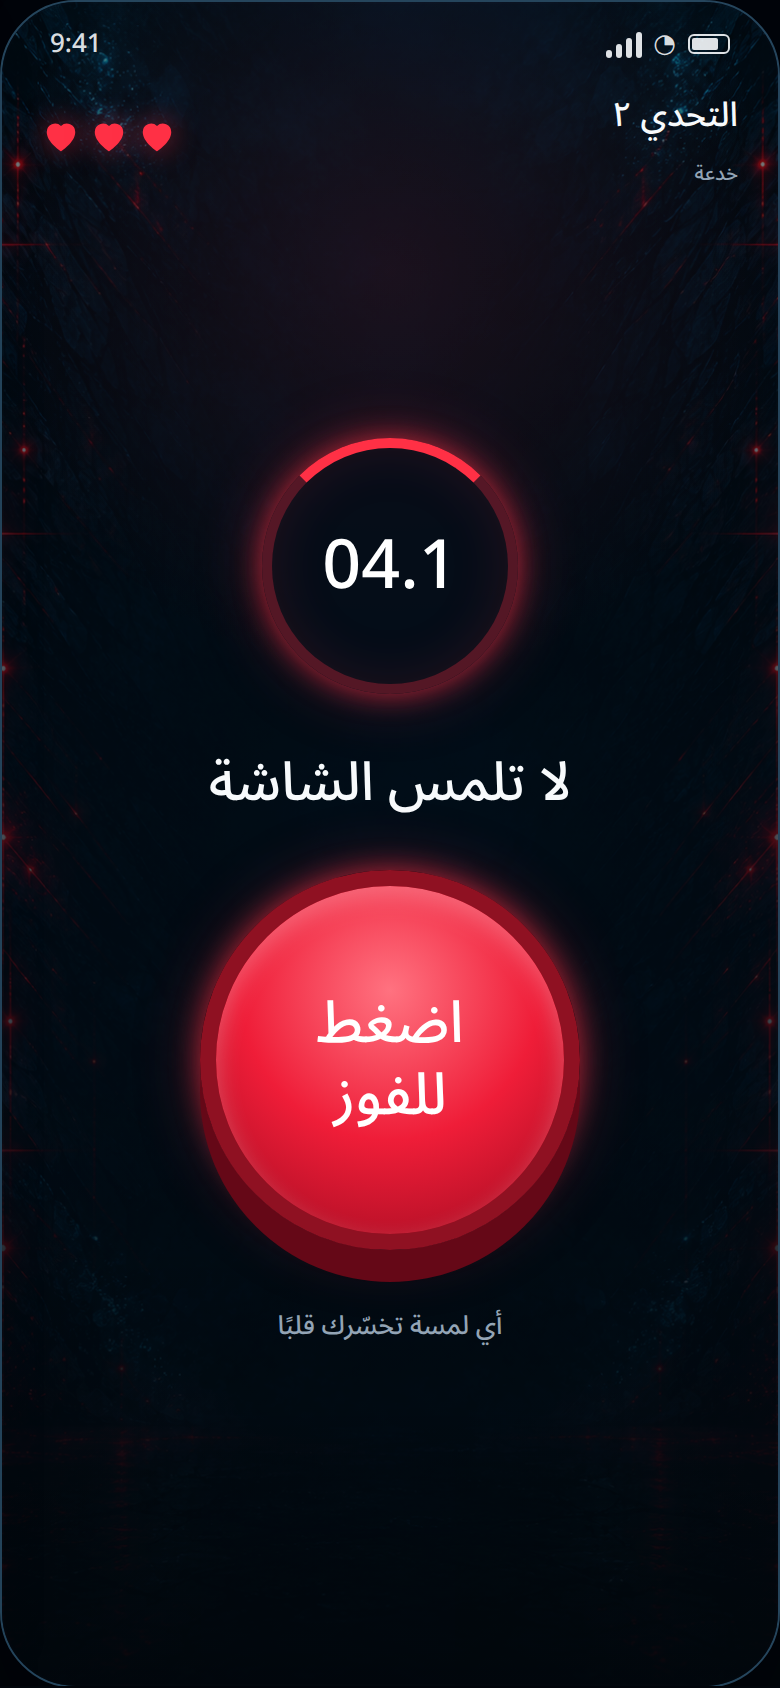 9:41
التحدي ٢
خدعة
04.1
لا تلمس الشاشة
اضغط
للفوز
أي لمسة تخسّرك قلبًا